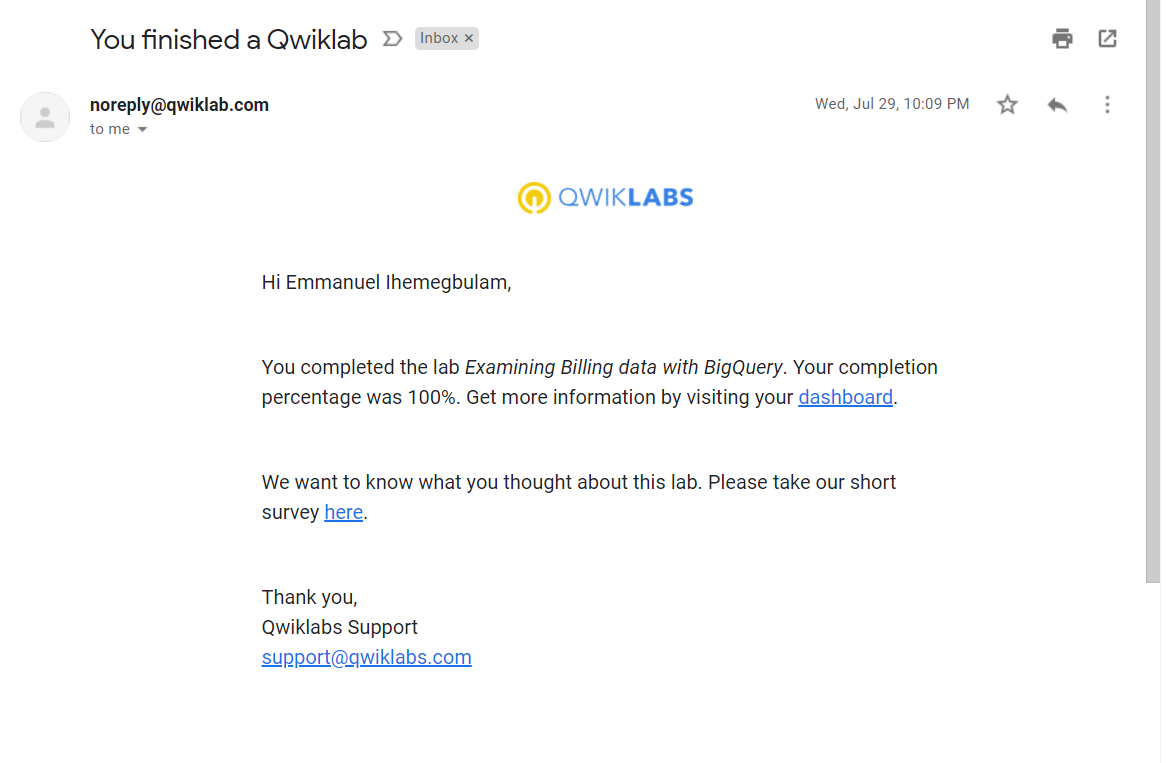 You finished a Qwiklab Inbox ×
noreply@qwiklab.com Wed, Jul 29, 10:09 PM
to me
QWIKLABS
Hi Emmanuel Ihemegbulam,
You completed the lab Examining Billing data with BigQuery. Your completion
percentage was 100%. Get more information by visiting your dashboard.
We want to know what you thought about this lab. Please take our short
survey here.
Thank you,
Qwiklabs Support
support@qwiklabs.com